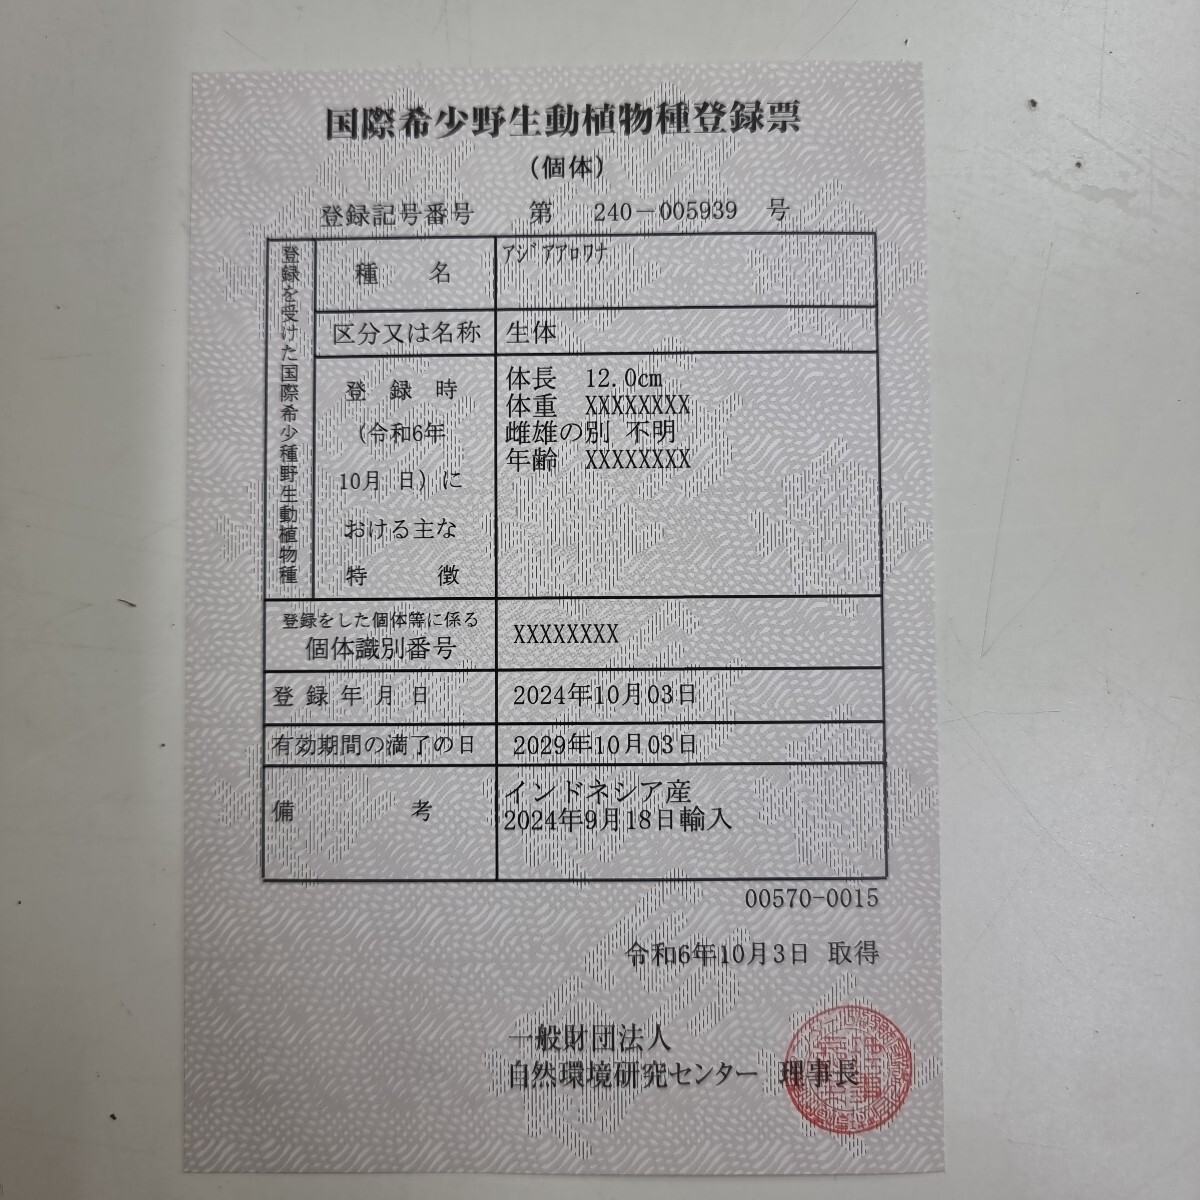 国際希少野生動植物種登録票
(個体)
登録記号番号 第 240-005939 号
登録を受けた国際希少種野生動植物種
種 名 アジアアロワナ
区分又は名称 生体
登 録 時
(令和6年
10月 日)に
おける主な
特 徴
体長 12.0cm
体重 XXXXXXXX
雌雄の別 不明
年齢 XXXXXXXX
登録をした個体等に係る
個体識別番号 XXXXXXXX
登 録 年 月 日 2024年10月03日
有効期間の満了の日 2029年10月03日
備 考
インドネシア産
2024年9月18日輸入
00570-0015
令和6年10月3日 取得
一般財団法人
自然環境研究センター 理事長